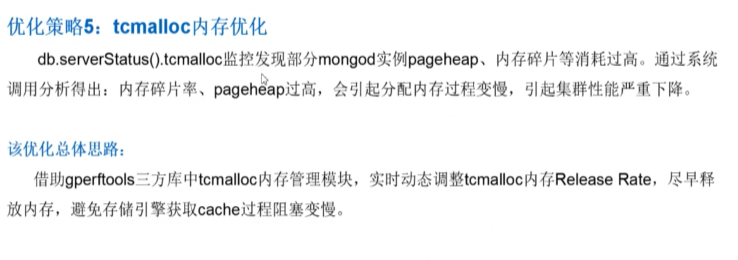 优化策略5：tcmalloc内存优化
db.serverStatus().tcmalloc监控发现部分mongod实例pageheap、内存碎片等消耗过高。通过系统
调用分析得出：内存碎片率、pageheap过高，会引起分配内存过程变慢，引起集群性能严重下降。
该优化总体思路：
借助gperftools三方库中tcmalloc内存管理模块，实时动态调整tcmalloc内存Release Rate，尽早释
放内存，避免存储引擎获取cache过程阻塞变慢。